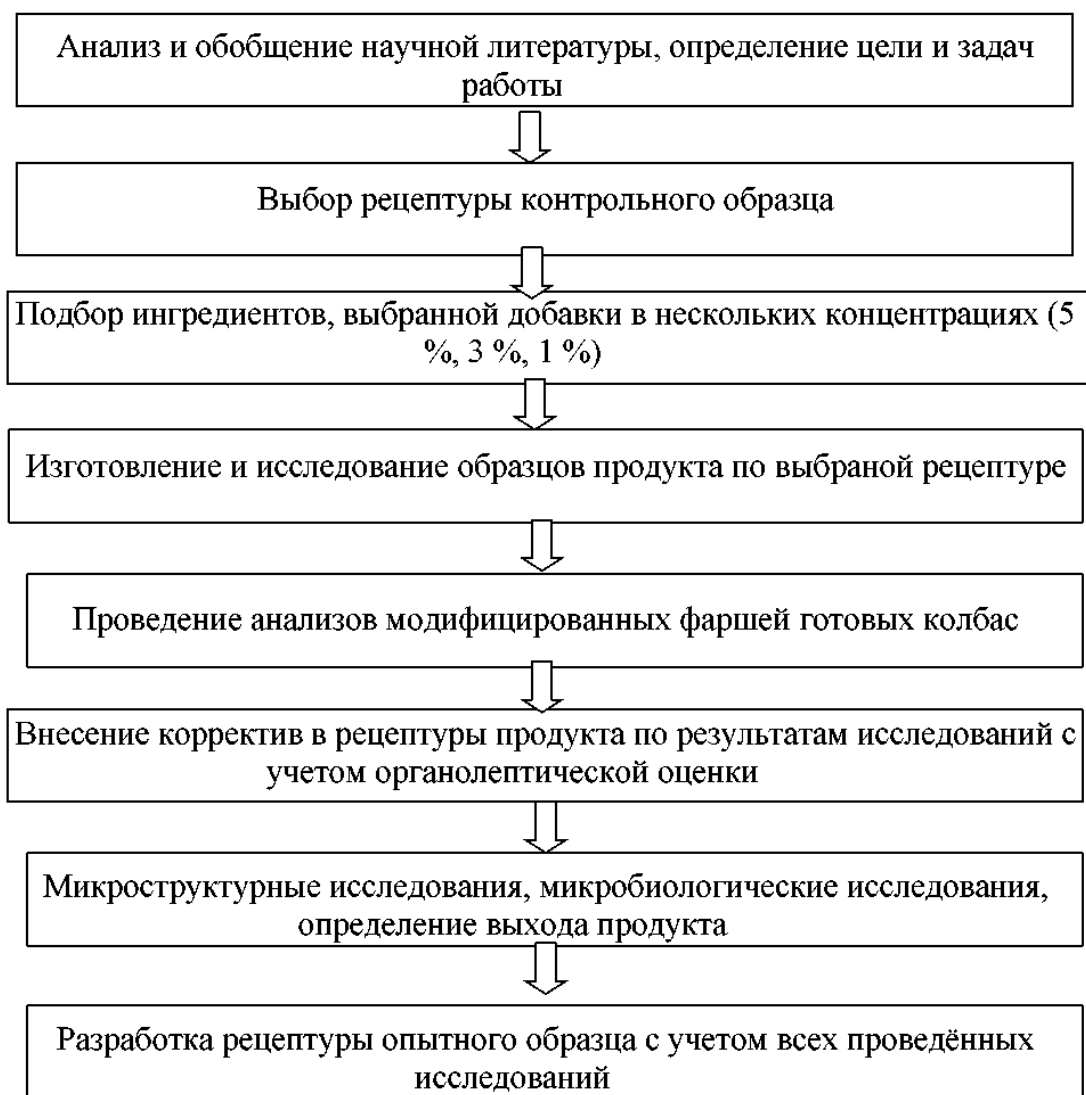 Анализ и обобщение научной литературы, определение цели и задач
работы
Выбор рецептуры контрольного образца
Подбор ингредиентов, выбранной добавки в нескольких концентрациях (5
%, 3 %, 1 %)
Изготовление и исследование образцов продукта по выбраной рецептуре
Проведение анализов модифицированных фаршей готовых колбас
Внесение корректив в рецептуры продукта по результатам исследований с
учетом органолептической оценки
Микроструктурные исследования, микробиологические исследования,
определение выхода продукта
Разработка рецептуры опытного образца с учетом всех проведённых
исследований